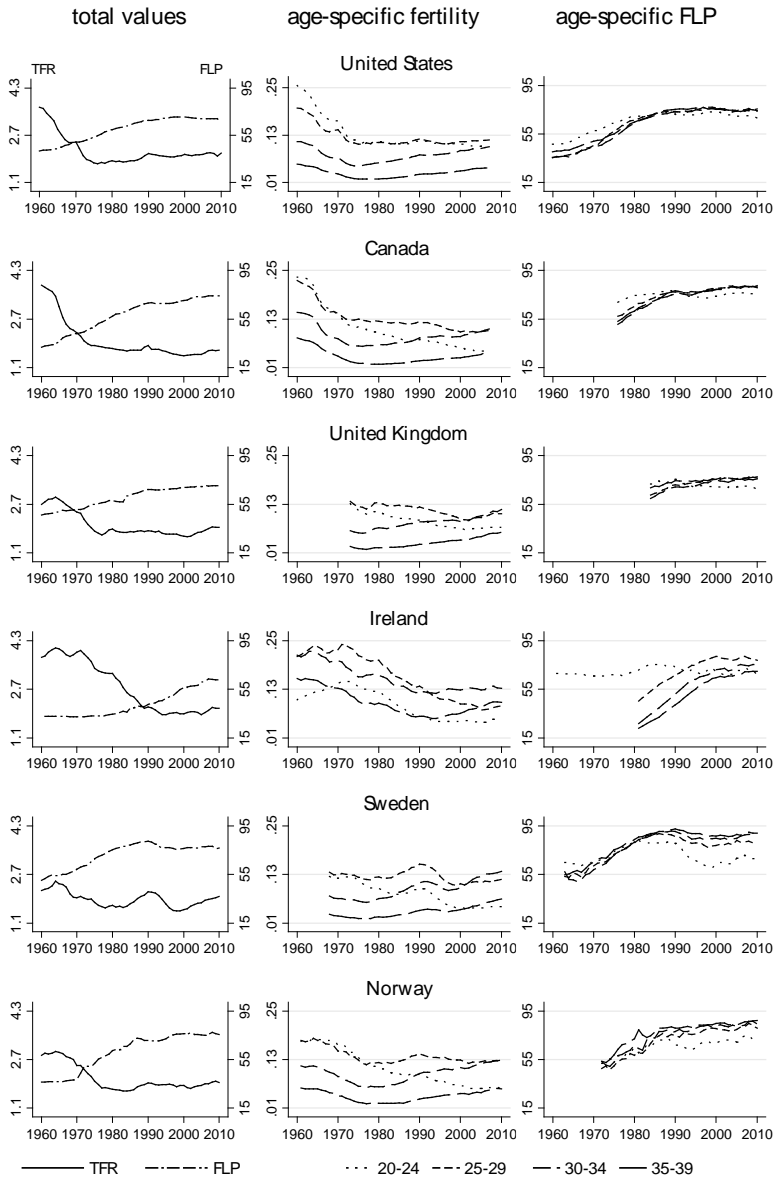 total values age-specific fertility age-specific FLP
United States
TFR FLP
4.3 2.7 1.1
95 55 15
.25 .13 .01
95 55 15
1960 1970 1980 1990 2000 2010 1960 1970 1980 1990 2000 2010 1960 1970 1980 1990 2000 2010
Canada
4.3 2.7 1.1
95 55 15
.25 .13 .01
95 55 15
1960 1970 1980 1990 2000 2010 1960 1970 1980 1990 2000 2010 1960 1970 1980 1990 2000 2010
United Kingdom
4.3 2.7 1.1
95 55 15
.25 .13 .01
95 55 15
1960 1970 1980 1990 2000 2010 1960 1970 1980 1990 2000 2010 1960 1970 1980 1990 2000 2010
Ireland
4.3 2.7 1.1
95 55 15
.25 .13 .01
95 55 15
1960 1970 1980 1990 2000 2010 1960 1970 1980 1990 2000 2010 1960 1970 1980 1990 2000 2010
Sweden
4.3 2.7 1.1
95 55 15
.25 .13 .01
95 55 15
1960 1970 1980 1990 2000 2010 1960 1970 1980 1990 2000 2010 1960 1970 1980 1990 2000 2010
Norway
4.3 2.7 1.1
95 55 15
.25 .13 .01
95 55 15
1960 1970 1980 1990 2000 2010 1960 1970 1980 1990 2000 2010 1960 1970 1980 1990 2000 2010
TFR FLP 20-24 25-29 30-34 35-39